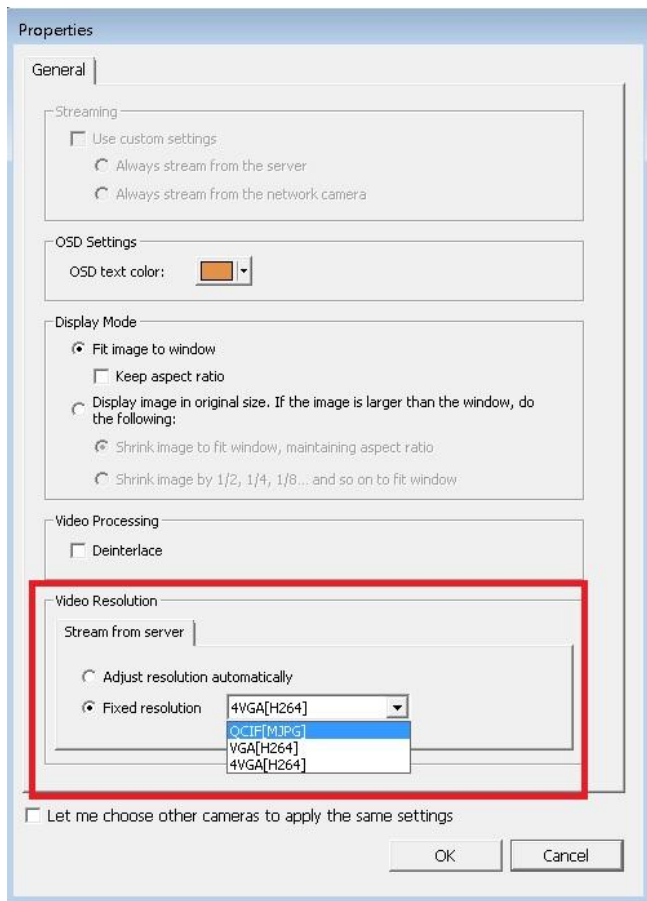 Properties
General
Streaming
Use custom settings
Always stream from the server
Always stream from the network camera
OSD Settings
OSD text color:
Display Mode
Fit image to window
Keep aspect ratio
Display image in original size. If the image is larger than the window, do
the following:
Shrink image to fit window, maintaining aspect ratio
Shrink image by 1/2, 1/4, 1/8... and so on to fit window
Video Processing
Deinterlace
Video Resolution
Stream from server
Adjust resolution automatically
Fixed resolution 4VGA[H264]
QCIF[MJPG]
VGA[H264]
4VGA[H264]
Let me choose other cameras to apply the same settings
OK Cancel